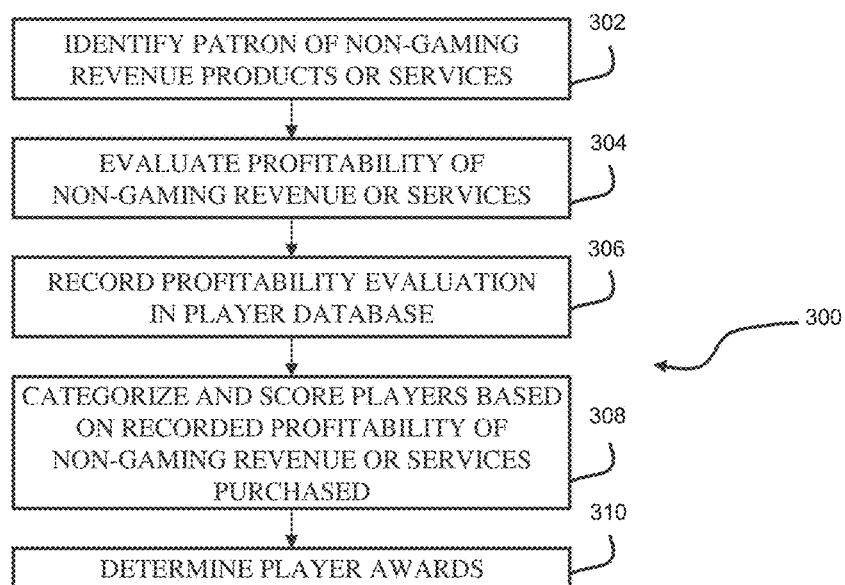 IDENTIFY PATRON OF NON-GAMING
REVENUE PRODUCTS OR SERVICES
302
EVALUATE PROFITABILITY OF
NON-GAMING REVENUE OR SERVICES
304
RECORD PROFITABILITY EVALUATION
IN PLAYER DATABASE
306
300
CATEGORIZE AND SCORE PLAYERS BASED
ON RECORDED PROFITABILITY OF
NON-GAMING REVENUE OR SERVICES
PURCHASED
308
DETERMINE PLAYER AWARDS
310